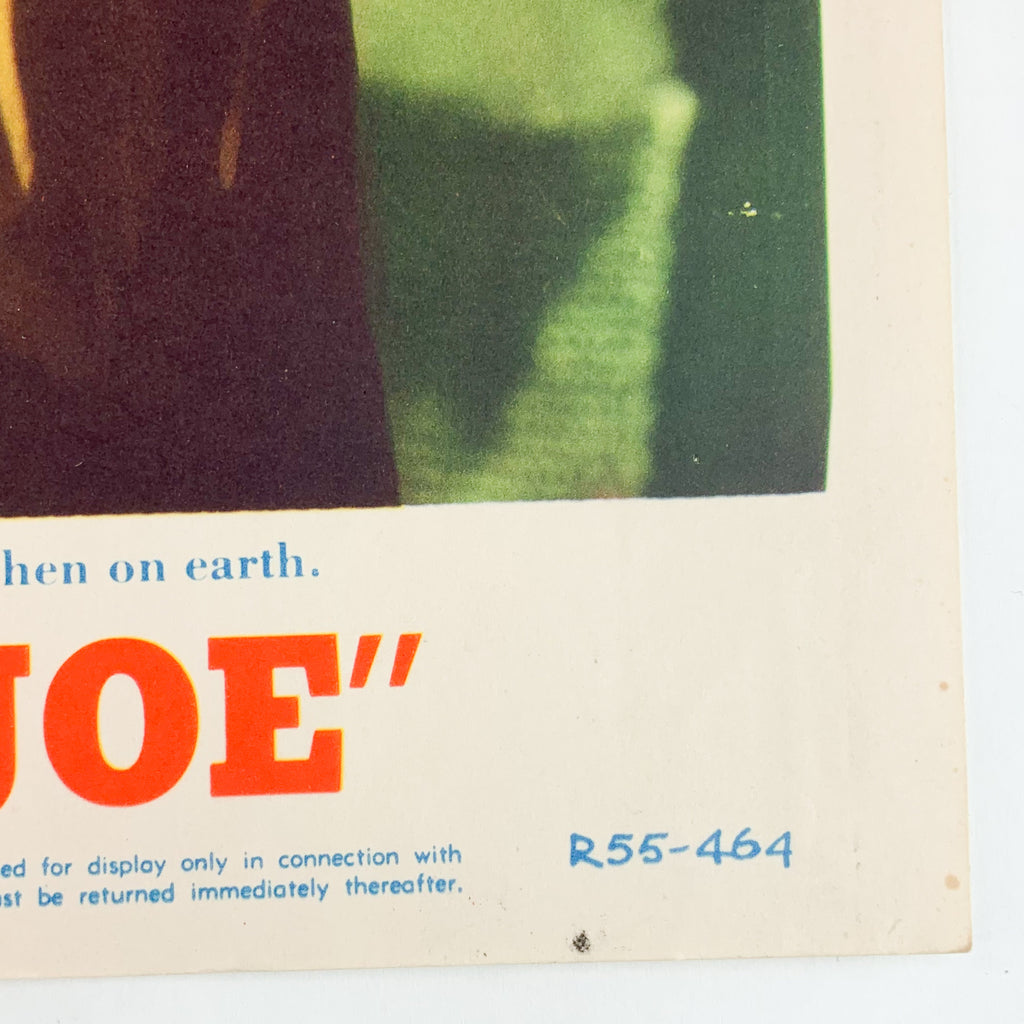 hen on earth.
JOE"
ed for display only in connection with
st be returned immediately thereafter.
R55-464